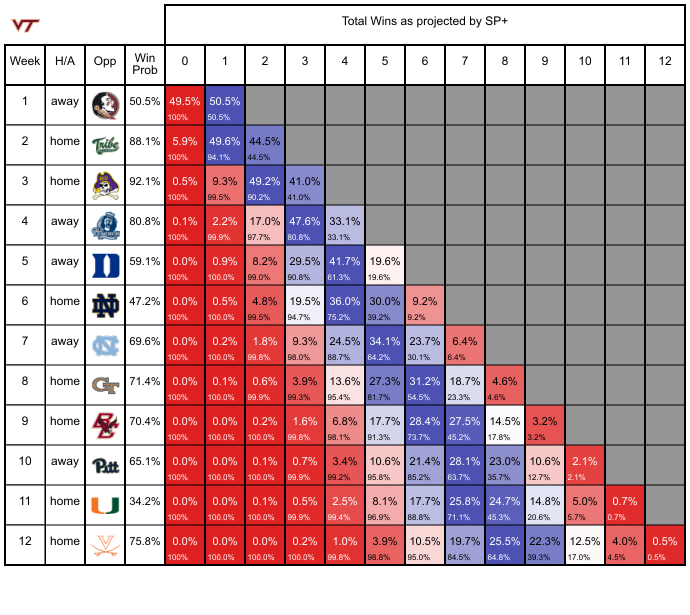 VT
Total Wins as projected by SP+
Week H/A Opp Win Prob 0 1 2 3 4 5 6 7 8 9 10 11 12
1 away 50.5% 49.5% 50.5%
100% 50.5%
2 home Tribe 88.1% 5.9% 49.6% 44.5%
100% 94.1% 44.5%
3 home 92.1% 0.5% 9.3% 49.2% 41.0%
100% 99.5% 90.2% 41.0%
4 away 80.8% 0.1% 2.2% 17.0% 47.6% 33.1%
100% 99.9% 97.7% 80.8% 33.1%
5 away D 59.1% 0.0% 0.9% 8.2% 29.5% 41.7% 19.6%
100% 100.0% 99.0% 90.8% 61.3% 19.6%
6 home ND 47.2% 0.0% 0.5% 4.8% 19.5% 36.0% 30.0% 9.2%
100% 100.0% 99.5% 94.7% 75.2% 39.2% 9.2%
7 away NC 69.6% 0.0% 0.2% 1.8% 9.3% 24.5% 34.1% 23.7% 6.4%
100% 100.0% 99.8% 98.0% 88.7% 64.2% 30.1% 6.4%
8 home GT 71.4% 0.0% 0.1% 0.6% 3.9% 13.6% 27.3% 31.2% 18.7% 4.6%
100% 100.0% 99.9% 99.3% 95.4% 81.7% 54.5% 23.3% 4.6%
9 home BC 70.4% 0.0% 0.0% 0.2% 1.6% 6.8% 17.7% 28.4% 27.5% 14.5% 3.2%
100% 100.0% 100.0% 99.8% 98.1% 91.3% 73.7% 45.2% 17.8% 3.2%
10 away Pitt 65.1% 0.0% 0.0% 0.1% 0.7% 3.4% 10.6% 21.4% 28.1% 23.0% 10.6% 2.1%
100% 100.0% 100.0% 99.9% 99.2% 95.8% 85.2% 63.7% 35.7% 12.7% 2.1%
11 home U 34.2% 0.0% 0.0% 0.1% 0.5% 2.5% 8.1% 17.7% 25.8% 24.7% 14.8% 5.0% 0.7%
100% 100.0% 100.0% 99.9% 99.4% 96.9% 88.8% 71.1% 45.3% 20.6% 5.7% 0.7%
12 home V 75.8% 0.0% 0.0% 0.0% 0.2% 1.0% 3.9% 10.5% 19.7% 25.5% 22.3% 12.5% 4.0% 0.5%
100% 100.0% 100.0% 100.0% 99.8% 98.8% 95.0% 84.5% 64.8% 39.3% 17.0% 4.5% 0.5%